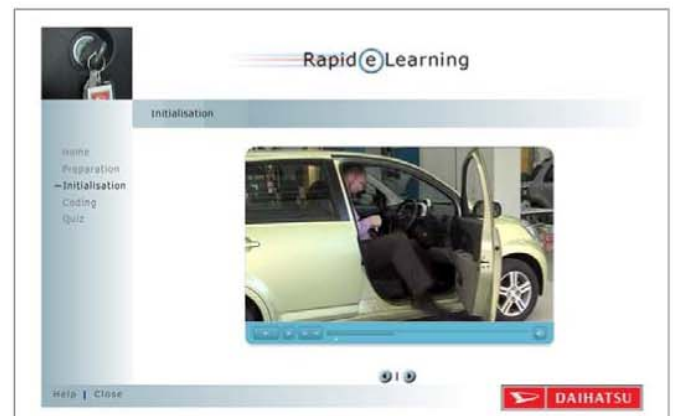 Rapid e Learning
Initialisation
Home
Preparation
Initialisation
Coding
Quiz
Help | Close
DAIHATSU